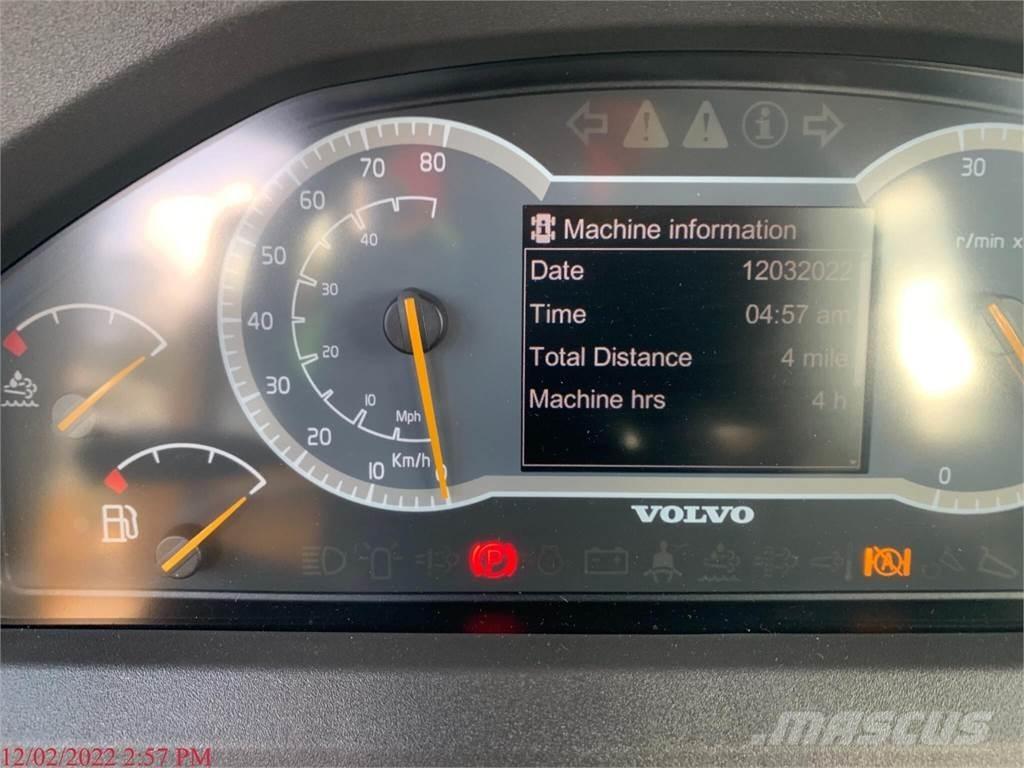 80
70
60
50
40
30
20
10
0
40
30
20
10
Mph
Km/h
Machine information
Date 12032022
Time 04:57 am
Total Distance 4 mile
Machine hrs 4 h
30
r/min x
0
VOLVO
P
A
12/02/2022 2:57 PM
MASCUS